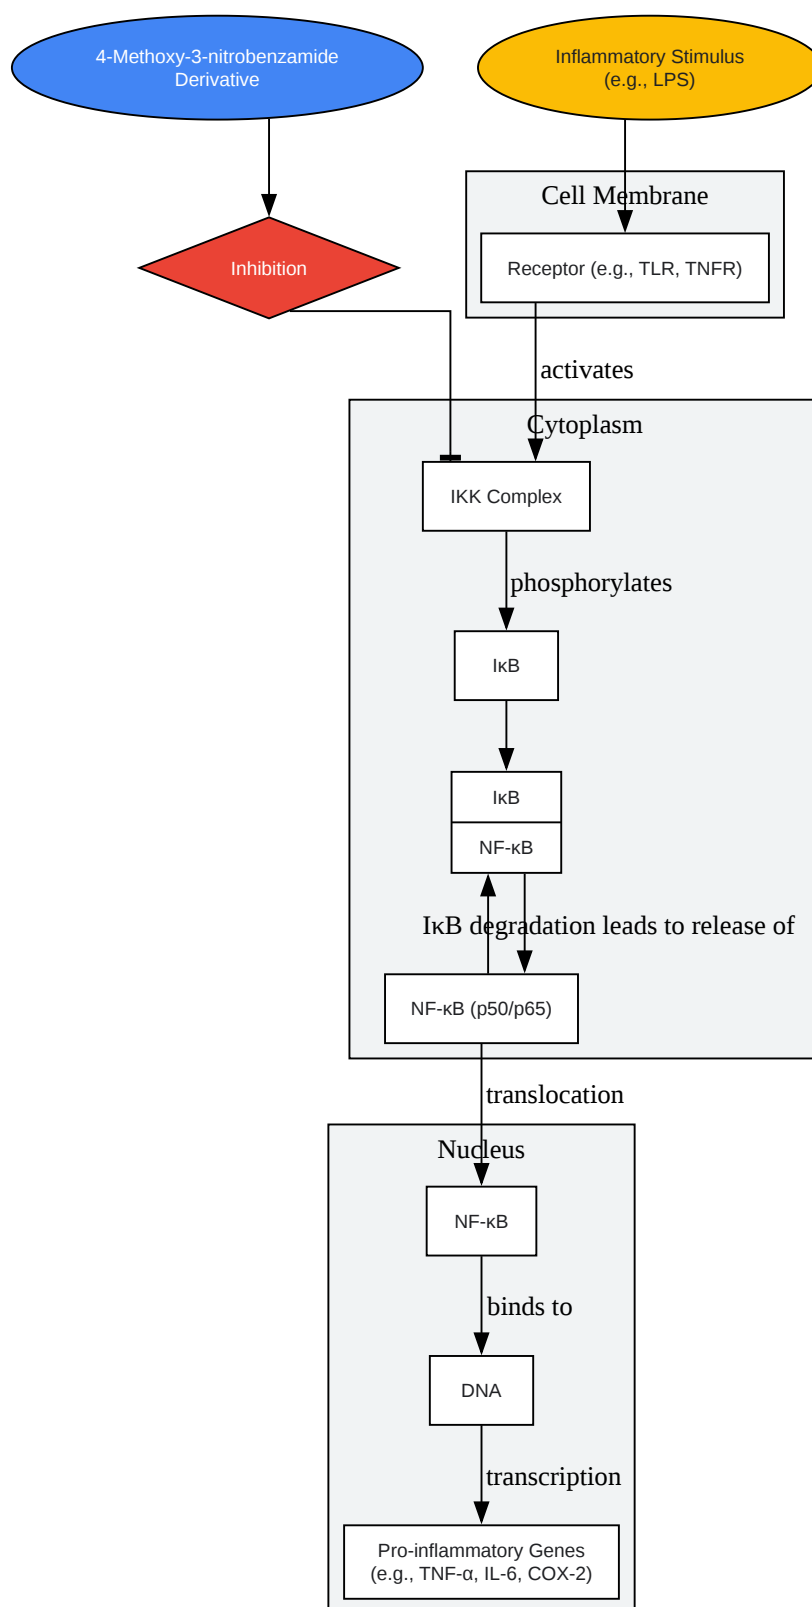 4-Methoxy-3-nitrobenzamide
Derivative
Inflammatory Stimulus
(e.g., LPS)
Cell Membrane
Inhibition
Receptor (e.g., TLR, TNFR)
activates
Cytoplasm
IKK Complex
phosphorylates
IκB
IκB
NF-κB
IκB degradation leads to release of
NF-κB (p50/p65)
translocation
Nucleus
NF-κB
binds to
DNA
transcription
Pro-inflammatory Genes
(e.g., TNF-α, IL-6, COX-2)